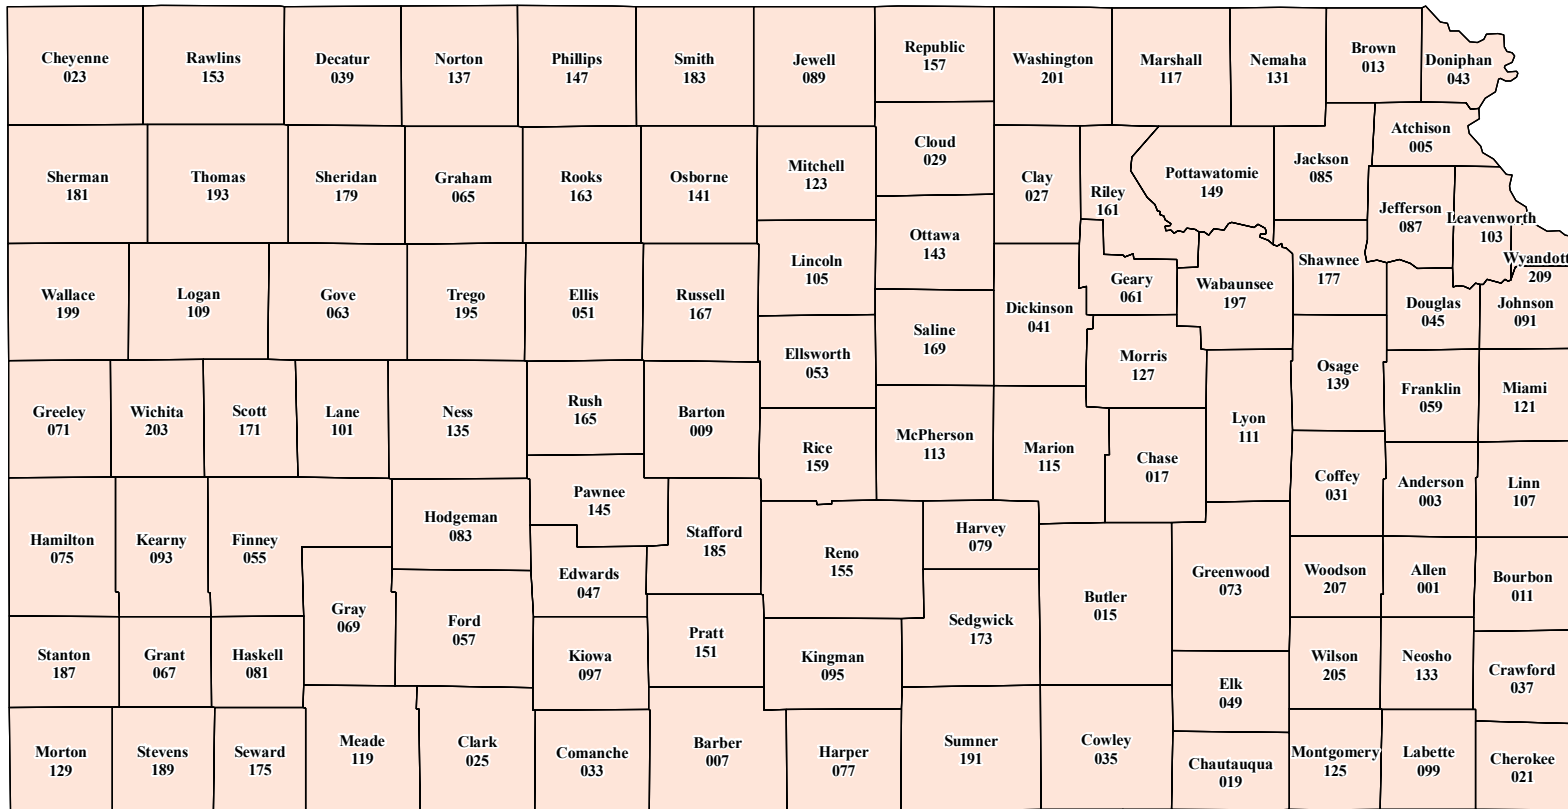 Cheyenne
023
Rawlins
153
Decatur
039
Norton
137
Phillips
147
Smith
183
Jewell
089
Republic
157
Washington
201
Marshall
117
Nemaha
131
Brown
013
Doniphan
043
Sherman
181
Thomas
193
Sheridan
179
Graham
065
Rooks
163
Osborne
141
Mitchell
123
Cloud
029
Clay
027
Riley
161
Pottawatomie
149
Jackson
085
Atchison
005
Jefferson
087
Leavenworth
103
Wyandott
209
Wallace
199
Logan
109
Gove
063
Trego
195
Ellis
051
Russell
167
Lincoln
105
Ottawa
143
Dickinson
041
Geary
061
Wabaunsee
197
Shawnee
177
Douglas
045
Johnson
091
Ellsworth
053
Saline
169
Morris
127
Osage
139
Franklin
059
Miami
121
Greeley
071
Wichita
203
Scott
171
Lane
101
Ness
135
Rush
165
Barton
009
Rice
159
McPherson
113
Marion
115
Chase
017
Lyon
111
Coffey
031
Anderson
003
Linn
107
Hamilton
075
Kearny
093
Finney
055
Hodgeman
083
Pawnee
145
Stafford
185
Reno
155
Harvey
079
Edwards
047
Gray
069
Ford
057
Sedgwick
173
Butler
015
Greenwood
073
Woodson
207
Allen
001
Bourbon
011
Stanton
187
Grant
067
Haskell
081
Kiowa
097
Pratt
151
Kingman
095
Elk
049
Wilson
205
Neosho
133
Crawford
037
Morton
129
Stevens
189
Seward
175
Meade
119
Clark
025
Comanche
033
Barber
007
Harper
077
Sumner
191
Cowley
035
Chautauqua
019
Montgomery
125
Labette
099
Cherokee
021